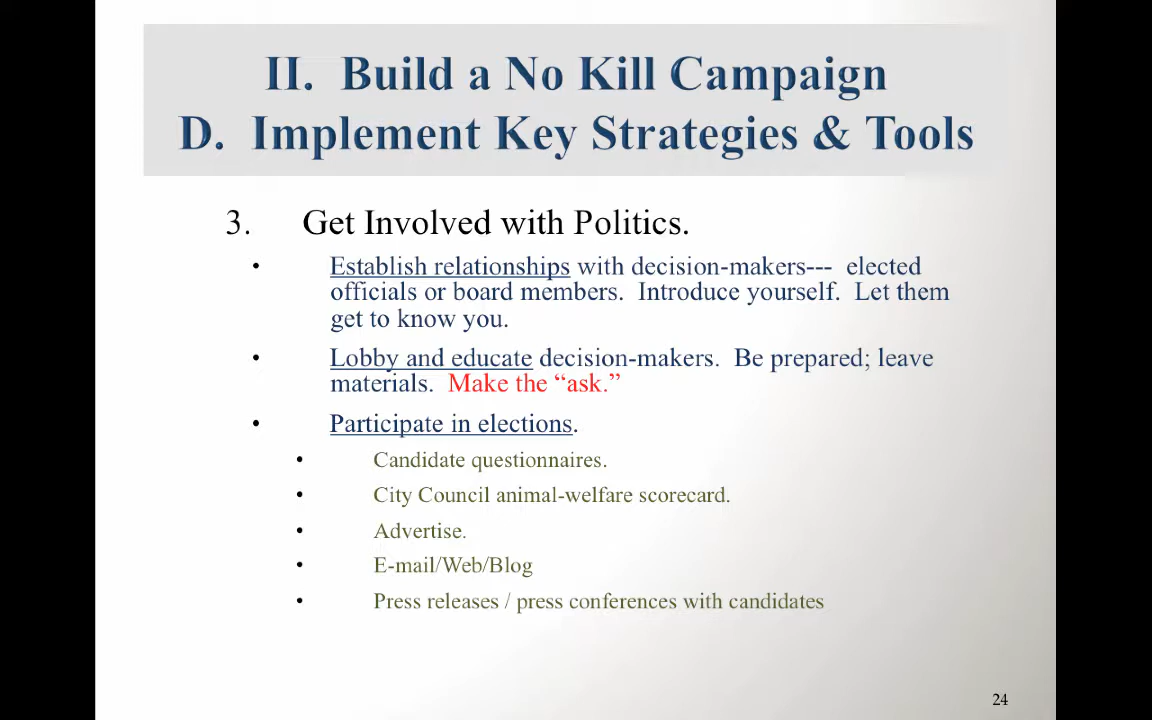 II. Build a No Kill Campaign
D. Implement Key Strategies & Tools
3. Get Involved with Politics.
• Establish relationships with decision-makers--- elected
officials or board members. Introduce yourself. Let them
get to know you.
• Lobby and educate decision-makers. Be prepared; leave
materials. Make the “ask.”
• Participate in elections.
• Candidate questionnaires.
• City Council animal-welfare scorecard.
• Advertise.
• E-mail/Web/Blog
• Press releases / press conferences with candidates
24